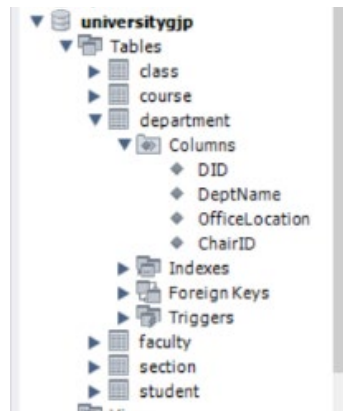 universitygjp
Tables
class
course
department
Columns
DID
DeptName
OfficeLocation
ChairID
Indexes
Foreign Keys
Triggers
faculty
section
student